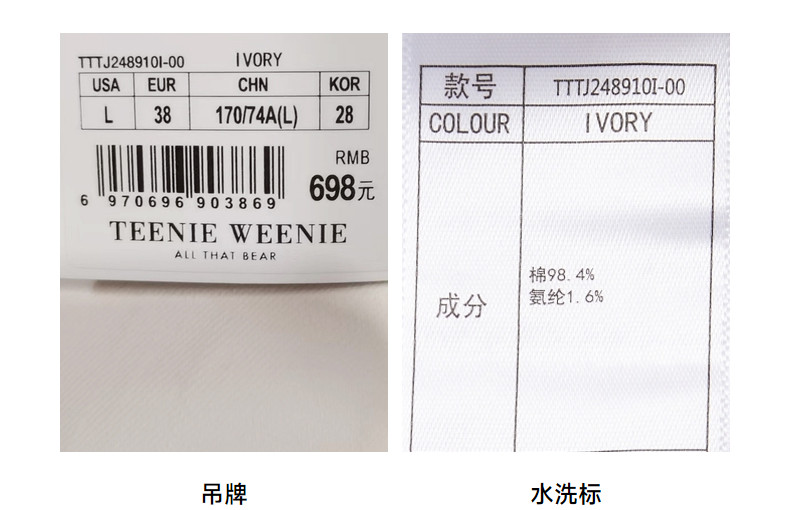 TTTJ248910I-00 IVORY
USA EUR CHN KOR
L 38 170/74A(L) 28
RMB
698元
6 970696 903869
TEENIE WEENIE
ALL THAT BEAR
吊牌
款号 TTTJ248910I-00
COLOUR IVORY
成分
棉98.4%
氨纶1.6%
水洗标